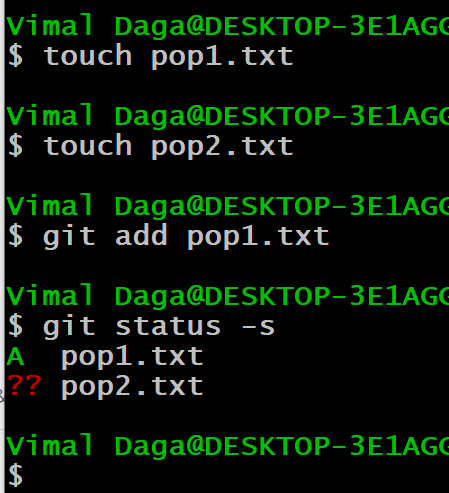 Vimal Daga@DESKTOP-3E1AGG
$ touch pop1.txt
Vimal Daga@DESKTOP-3E1AGG
$ touch pop2.txt
Vimal Daga@DESKTOP-3E1AGG
$ git add pop1.txt
Vimal Daga@DESKTOP-3E1AGG
$ git status -s
A  pop1.txt
?? pop2.txt
Vimal Daga@DESKTOP-3E1AGG
$